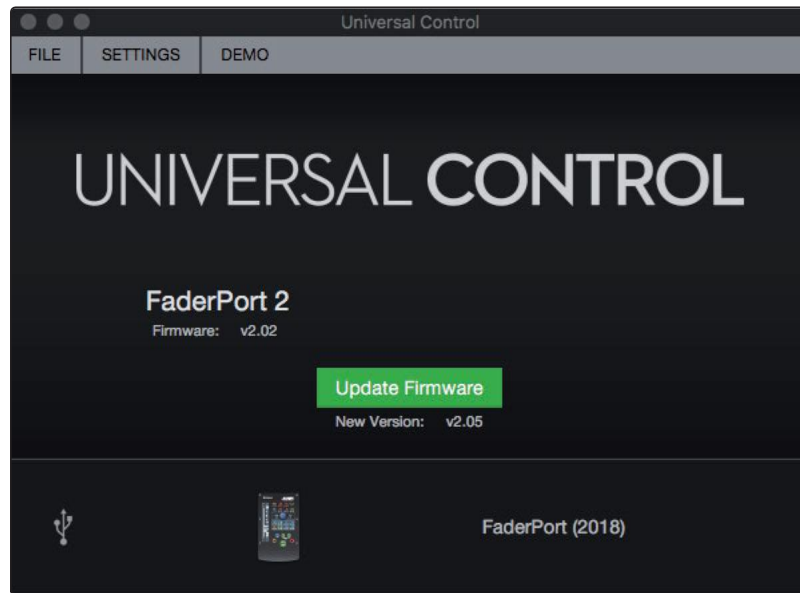 Universal Control
FILE SETTINGS DEMO
UNIVERSAL CONTROL
FaderPort 2
Firmware: v2.02
Update Firmware
New Version: v2.05
FaderPort (2018)